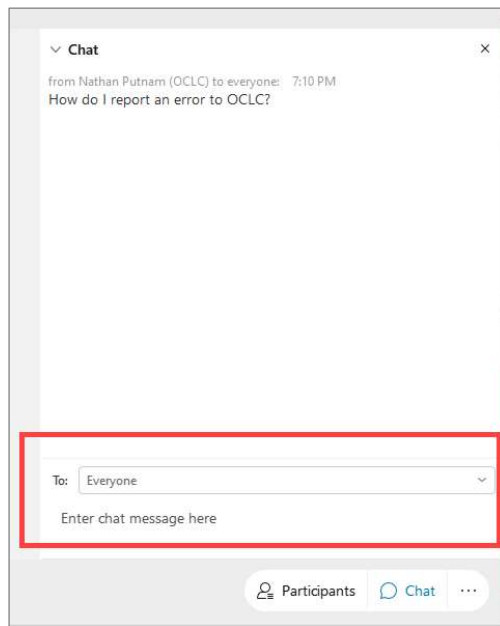 Chat
from Nathan Putnam (OCLC) to everyone: 7:10 PM
How do I report an error to OCLC?
To: Everyone
Enter chat message here
Participants Chat ...